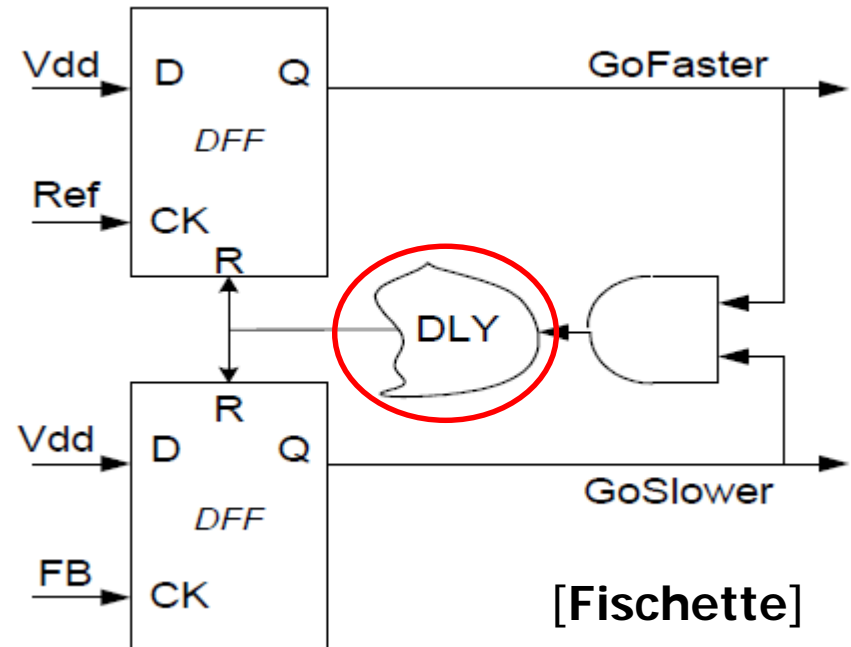 Vdd D Q GoFaster
DFF
Ref CK
R
DLY
R
Vdd D Q
GoSlower
DFF
FB CK
[Fischette]